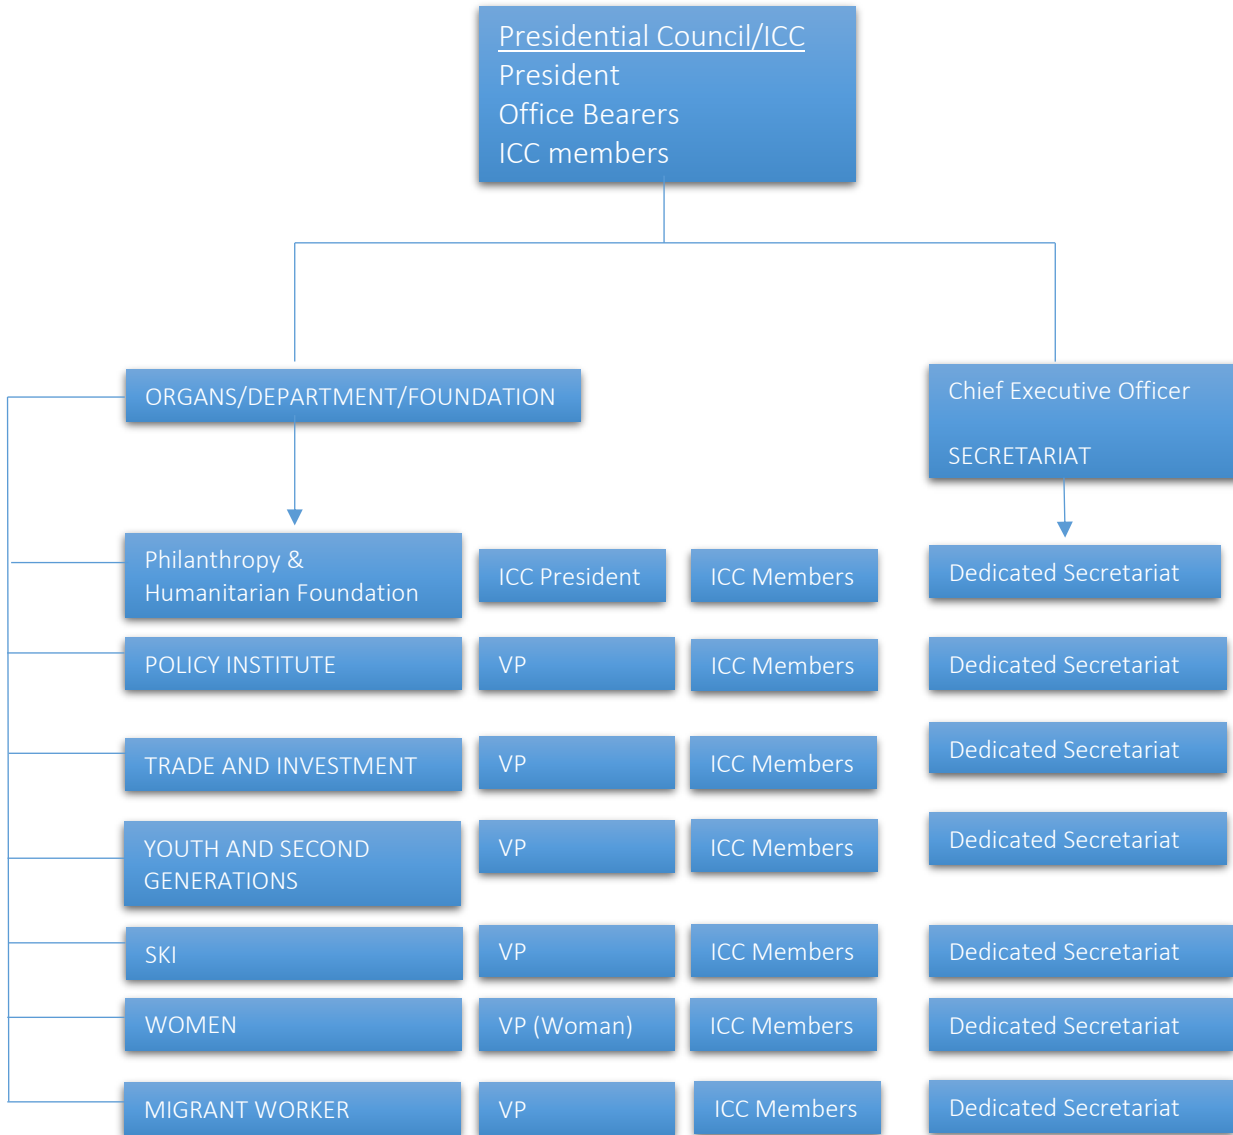 Presidential Council/ICC
President
Office Bearers
ICC members
ORGANS/DEPARTMENT/FOUNDATION
Chief Executive Officer
SECRETARIAT
Philanthropy &
Humanitarian Foundation
ICC President
ICC Members
Dedicated Secretariat
POLICY INSTITUTE
VP
ICC Members
Dedicated Secretariat
TRADE AND INVESTMENT
VP
ICC Members
Dedicated Secretariat
YOUTH AND SECOND
GENERATIONS
VP
ICC Members
Dedicated Secretariat
SKI
VP
ICC Members
Dedicated Secretariat
WOMEN
VP (Woman)
ICC Members
Dedicated Secretariat
MIGRANT WORKER
VP
ICC Members
Dedicated Secretariat